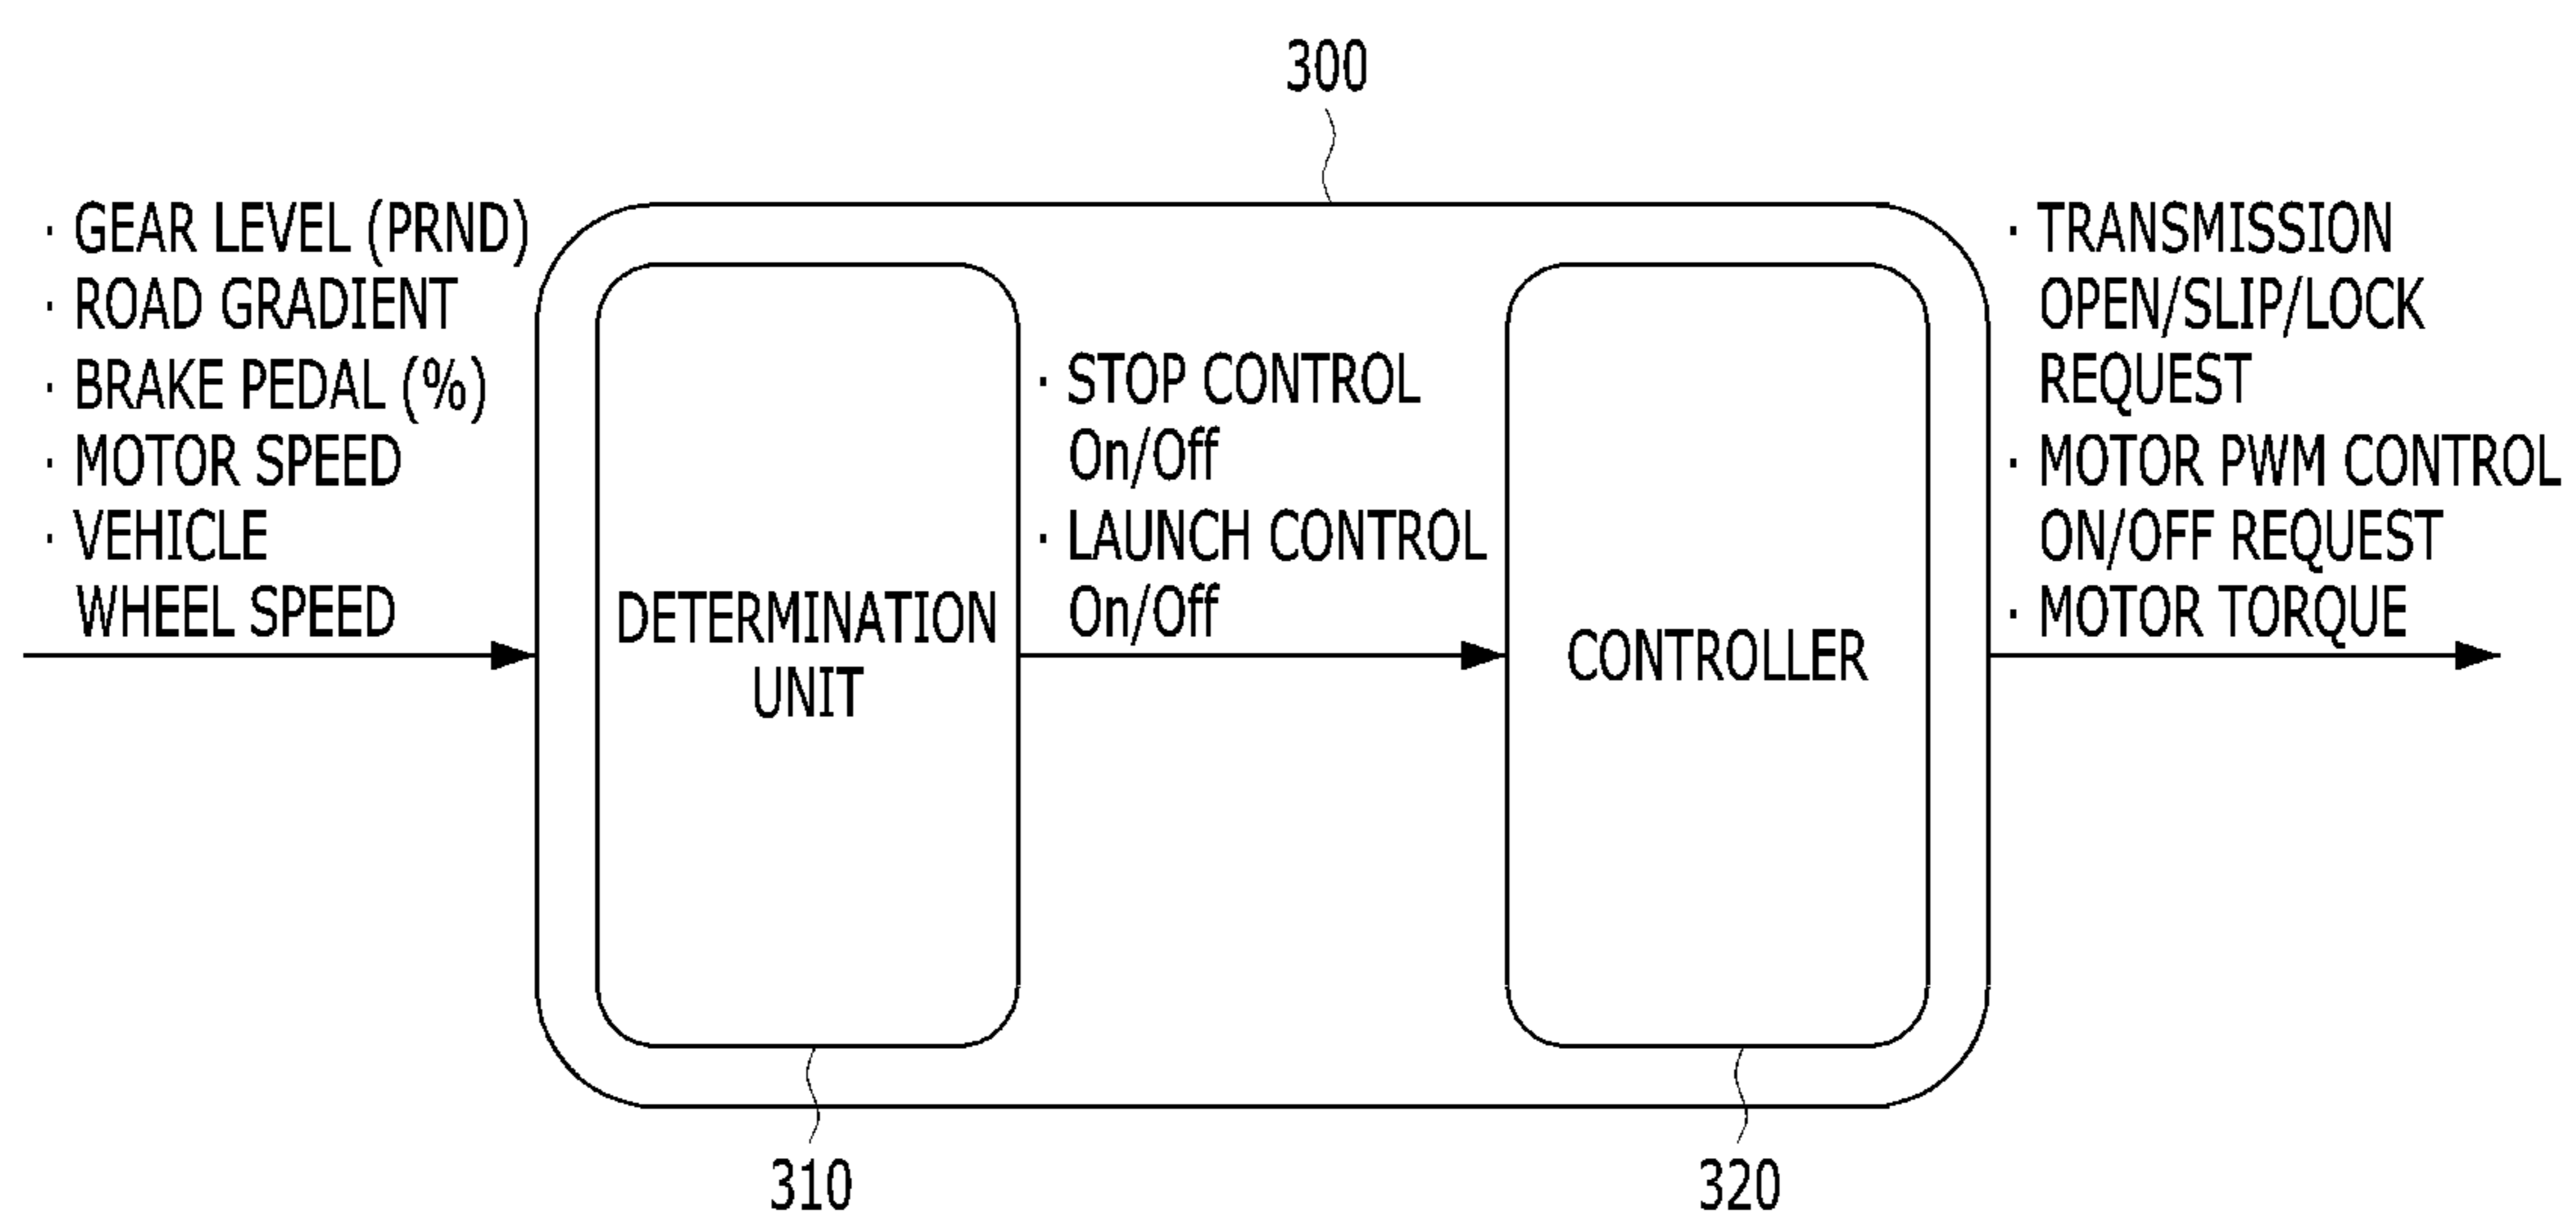 300
· GEAR LEVEL (PRND)
· ROAD GRADIENT
· BRAKE PEDAL (%)
· MOTOR SPEED
· VEHICLE
WHEEL SPEED
DETERMINATION
UNIT
· STOP CONTROL
On/Off
· LAUNCH CONTROL
On/Off
CONTROLLER
· TRANSMISSION
OPEN/SLIP/LOCK
REQUEST
· MOTOR PWM CONTROL
ON/OFF REQUEST
· MOTOR TORQUE
310
320